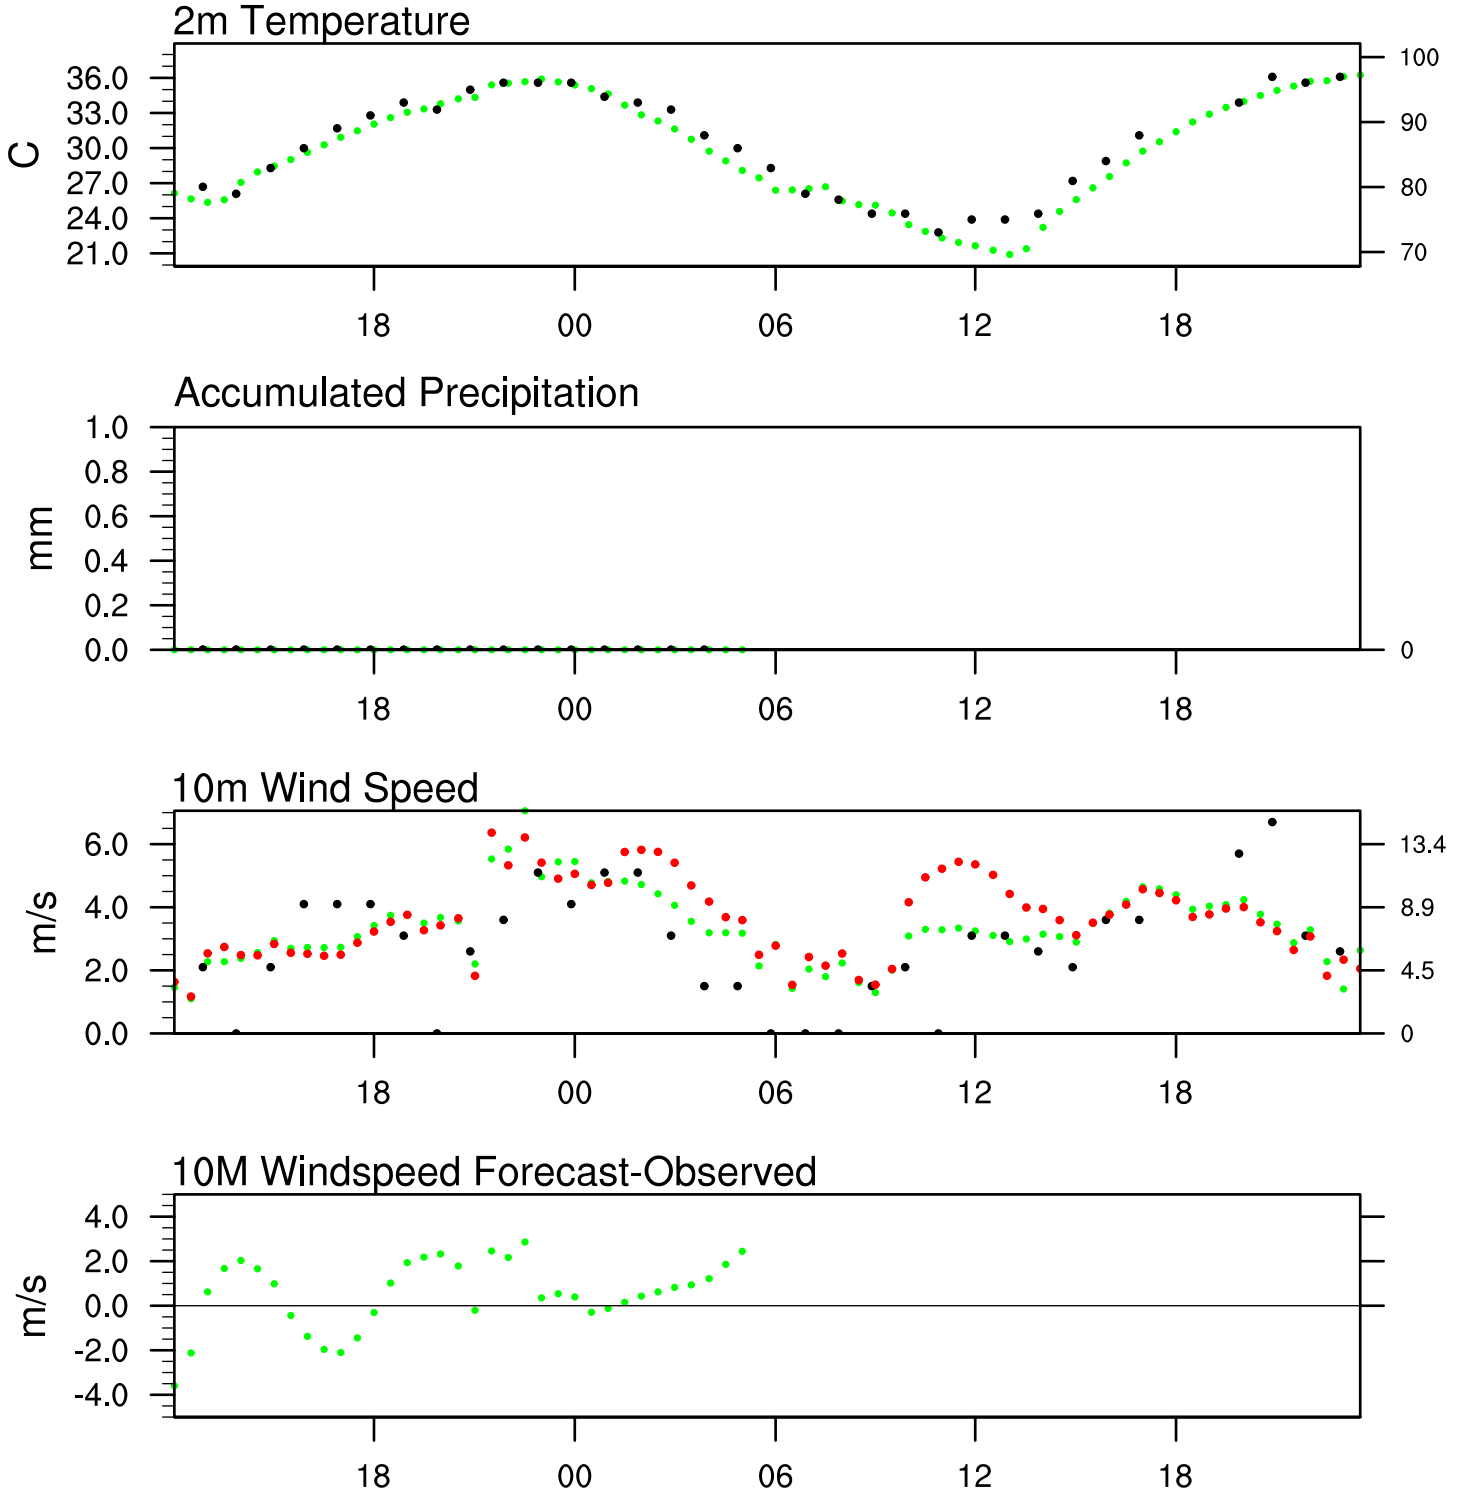 2m Temperature
C
36.0
33.0
30.0
27.0
24.0
21.0
100
90
80
70
18 00 06 12 18
Accumulated Precipitation
mm
1.0
0.8
0.6
0.4
0.2
0.0
0
18 00 06 12 18
10m Wind Speed
m/s
6.0
4.0
2.0
0.0
13.4
8.9
4.5
0
18 00 06 12 18
10M Windspeed Forecast-Observed
m/s
4.0
2.0
0.0
-2.0
-4.0
18 00 06 12 18